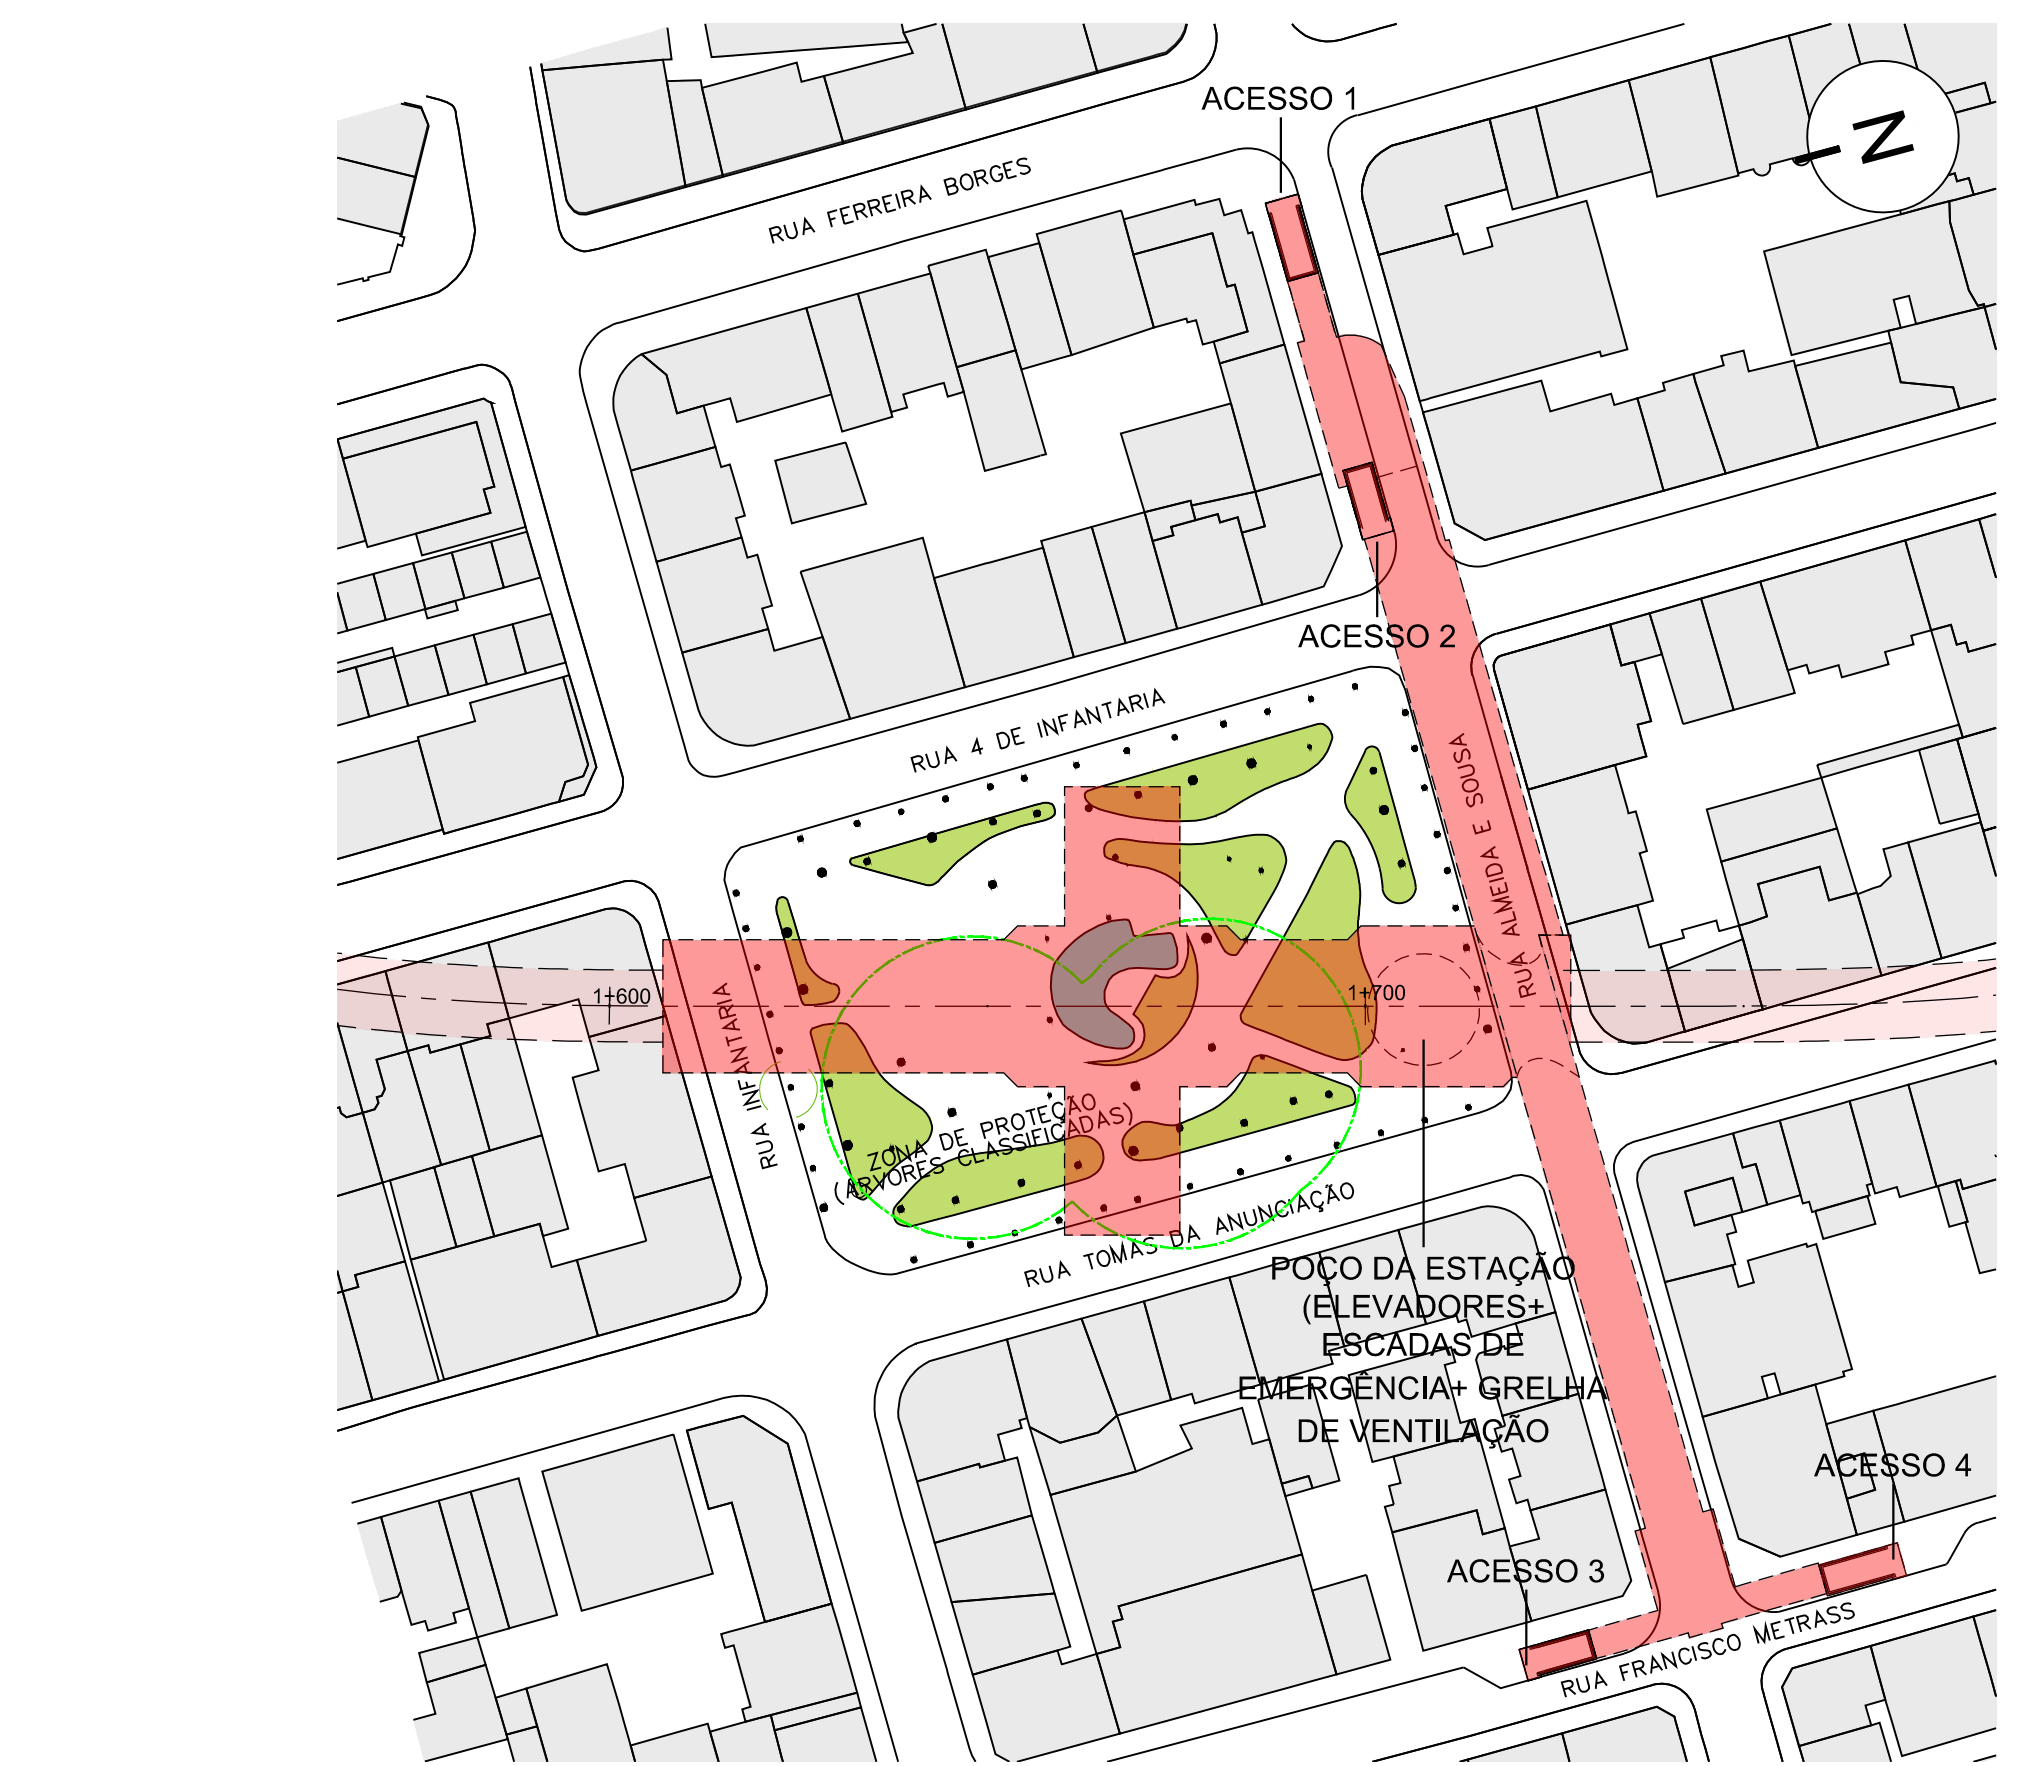 ACESSO 1
N
RUA FERREIRA BORGES
ACESSO 2
RUA 4 DE INFANTARIA
RUA ALMEIDA E SOUSA
1+600
1+700
RUA INFANTARIA
ZONA DE PROTEÇÃO
(ÁRVORES CLASSIFICADAS)
RUA TOMÁS DA ANUNCIAÇÃO
POÇO DA ESTAÇÃO
(ELEVADORES+
ESCADAS DE
EMERGÊNCIA+ GRELHA
DE VENTILAÇÃO
ACESSO 4
ACESSO 3
RUA FRANCISCO METRASS